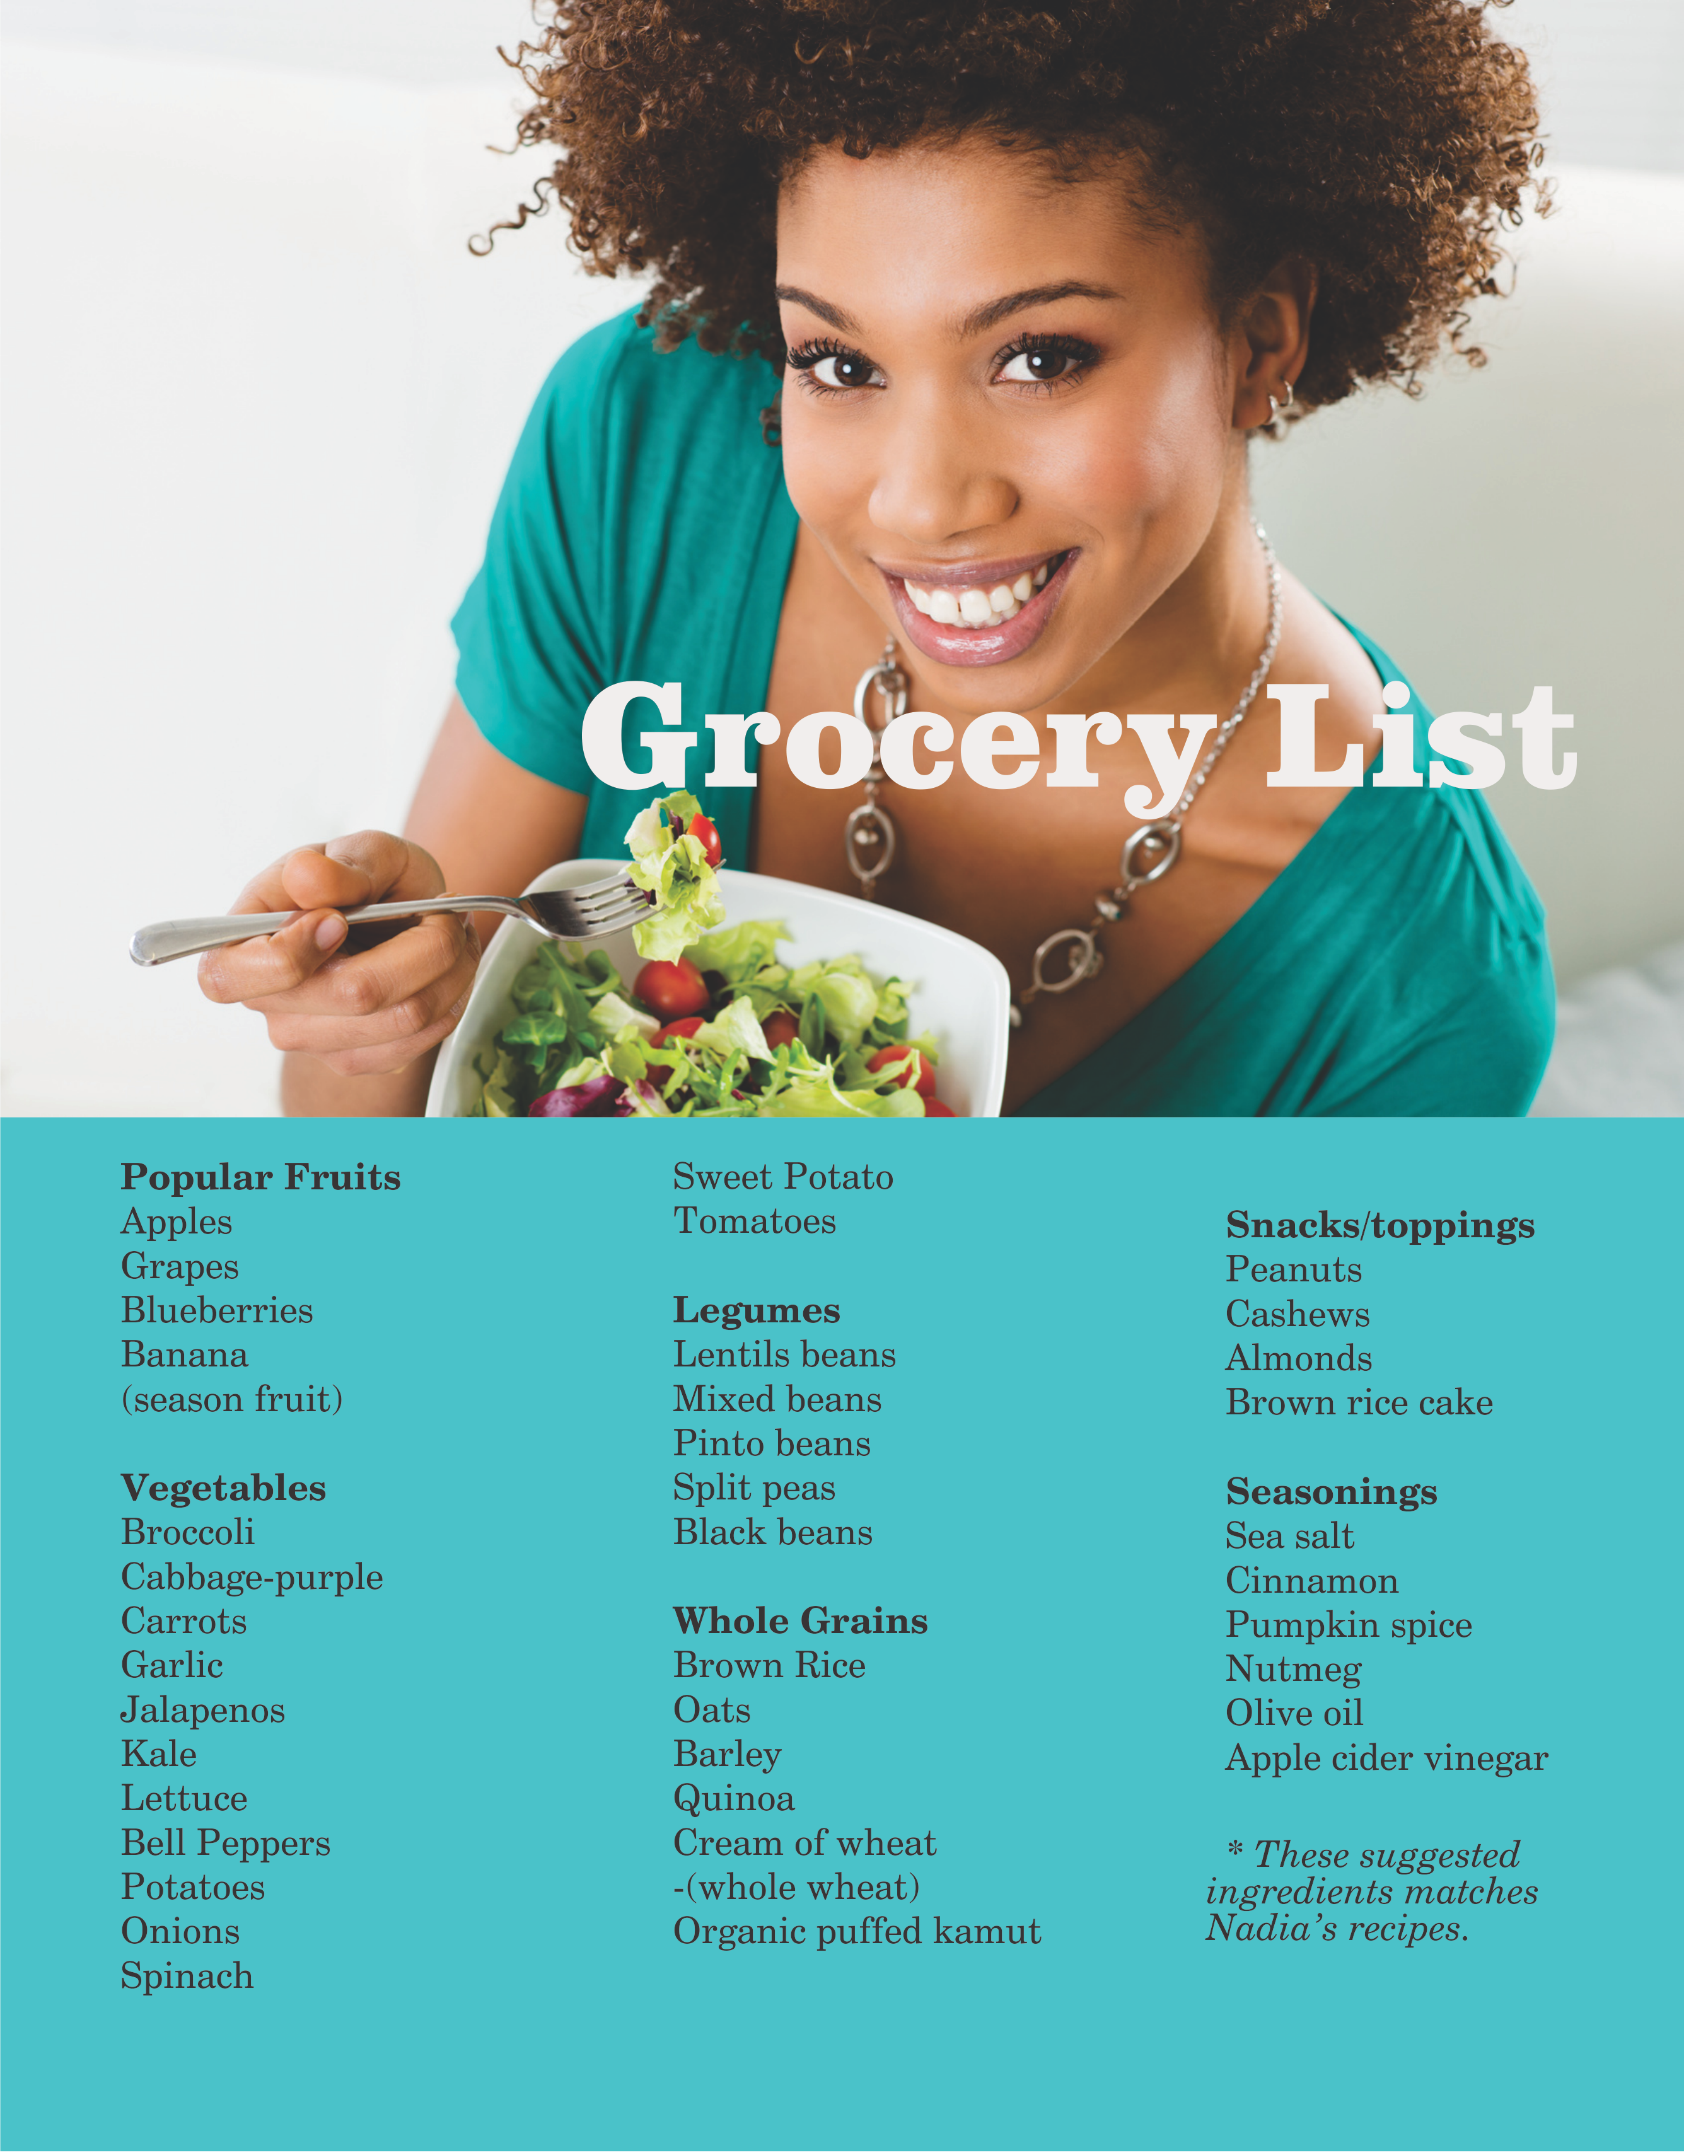 Grocery List
Popular Fruits
Apples
Grapes
Blueberries
Banana
(season fruit)
Vegetables
Broccoli
Cabbage-purple
Carrots
Garlic
Jalapenos
Kale
Lettuce
Bell Peppers
Potatoes
Onions
Spinach
Sweet Potato
Tomatoes
Legumes
Lentils beans
Mixed beans
Pinto beans
Split peas
Black beans
Whole Grains
Brown Rice
Oats
Barley
Quinoa
Cream of wheat
-(whole wheat)
Organic puffed kamut
Snacks/toppings
Peanuts
Cashews
Almonds
Brown rice cake
Seasonings
Sea salt
Cinnamon
Pumpkin spice
Nutmeg
Olive oil
Apple cider vinegar
* These suggested
ingredients matches
Nadia’s recipes.